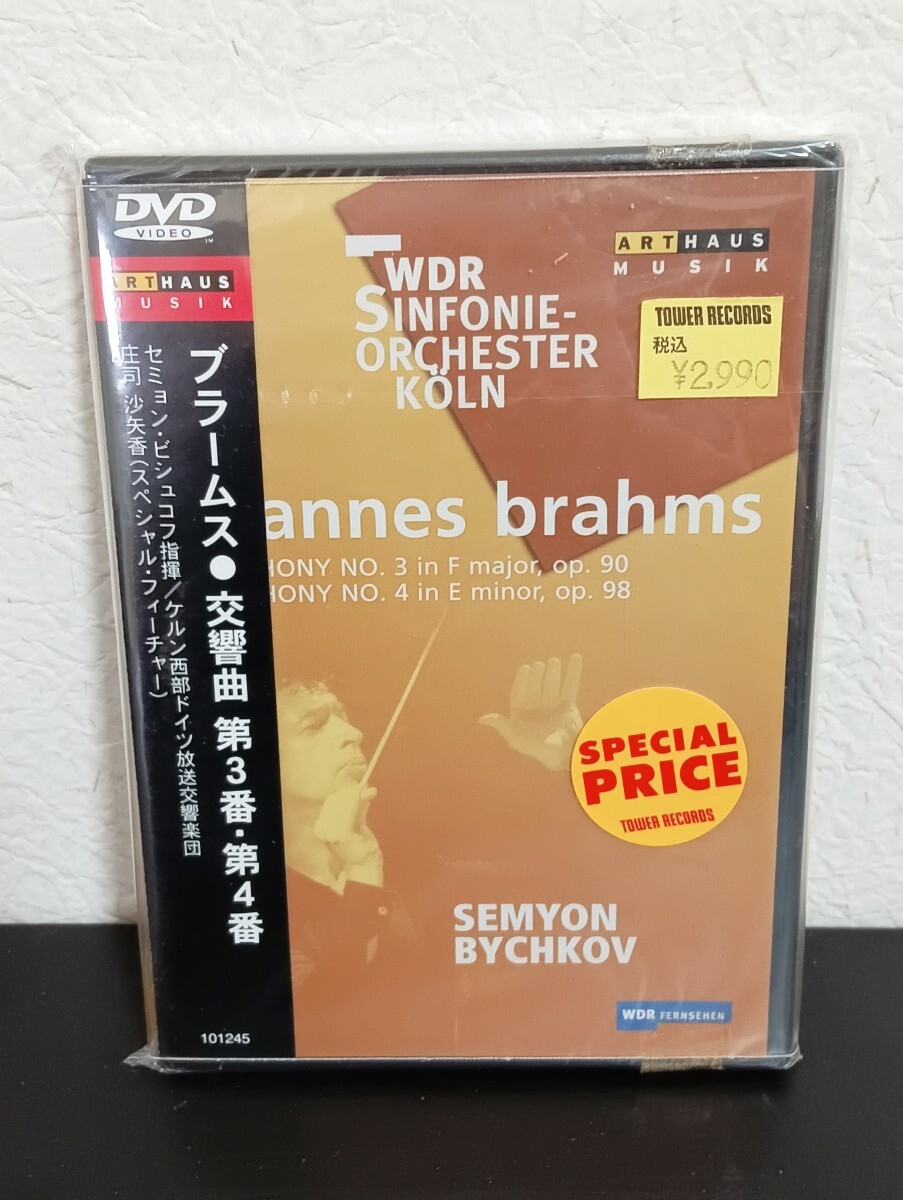 DVD
VIDEO
TM
ARTHAUS
MUSIK
ブラームス●交響曲 第3番・第4番
セミヨン・ビシュコフ指揮/ケルン西部ドイツ放送交響楽団
庄司 沙矢香(スペシャル・フィーチャー)
101245
WDR
SINFONIE-
ORCHESTER
KÖLN
ARTHAUS
MUSIK
TOWER RECORDS
税込
¥2,990
annes brahms
HONY NO. 3 in F major, op. 90
HONY NO. 4 in E minor, op. 98
SPECIAL
PRICE
TOWER RECORDS
SEMYON
BYCHKOV
WDR FERNSEHEN